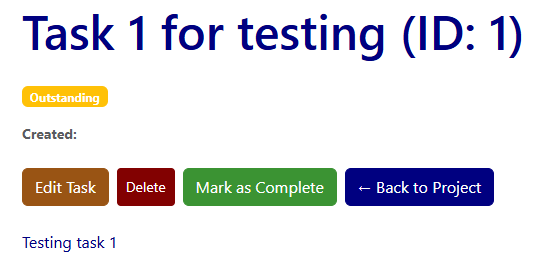 Task 1 for testing (ID: 1)
Outstanding
Created:
Edit Task Delete Mark as Complete ← Back to Project
Testing task 1